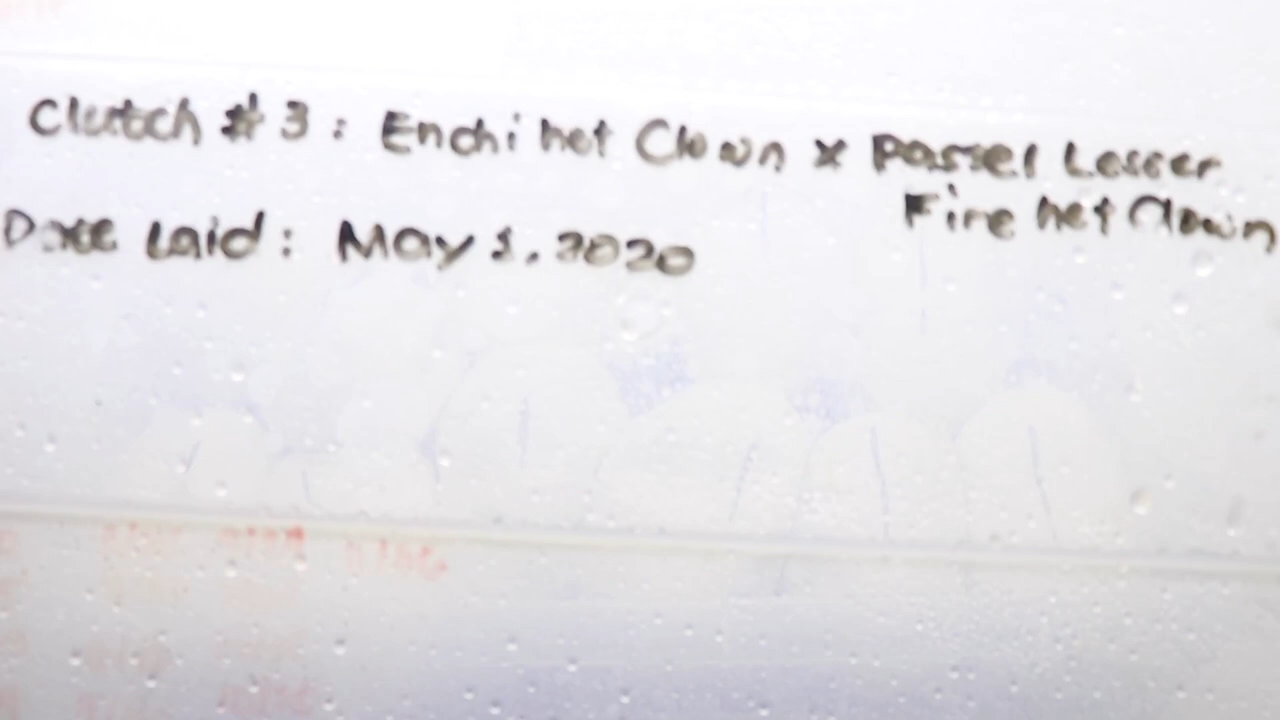 Clutch # 3 : Enchi het Clown x Pastel Lesser
Fire het Clown
Date Laid : May 1, 2020